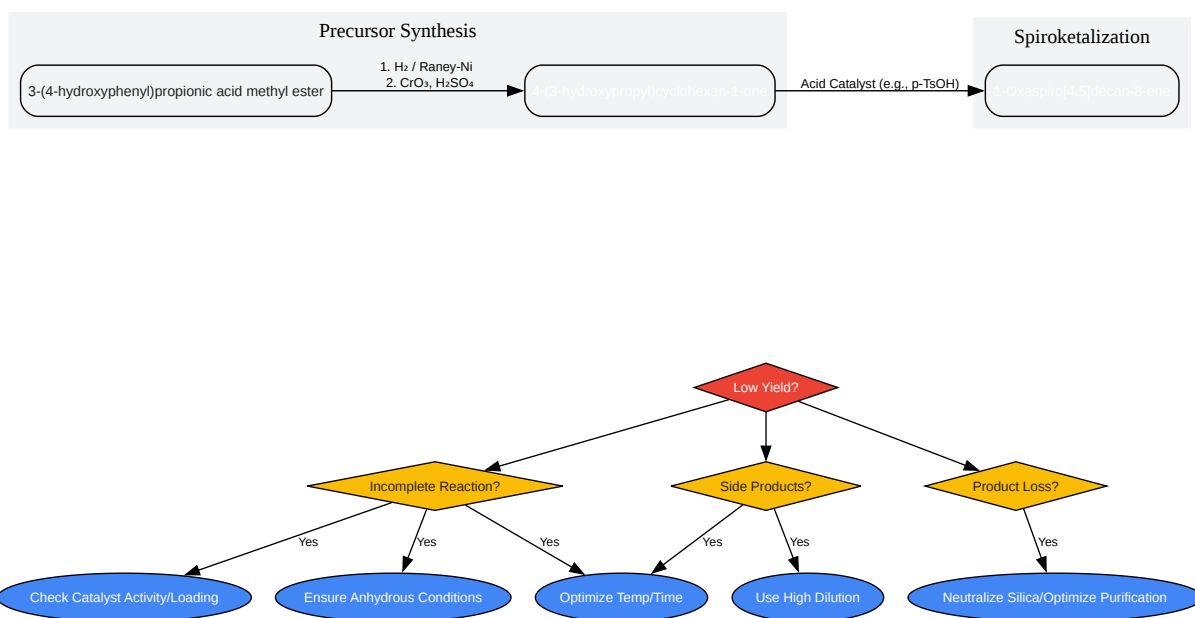 Precursor Synthesis
Spiroketalization
1. H₂ / Raney-Ni
2. CrO₃, H₂SO₄
3-(4-hydroxyphenyl)propionic acid methyl ester
4-(3-hydroxypropyl)cyclohexan-1-one
Acid Catalyst (e.g., p-TsOH)
1-Oxaspiro[4.5]decan-8-one
Low Yield?
Incomplete Reaction?
Side Products?
Product Loss?
Yes
Yes
Yes
Yes
Yes
Yes
Check Catalyst Activity/Loading
Ensure Anhydrous Conditions
Optimize Temp/Time
Use High Dilution
Neutralize Silica/Optimize Purification